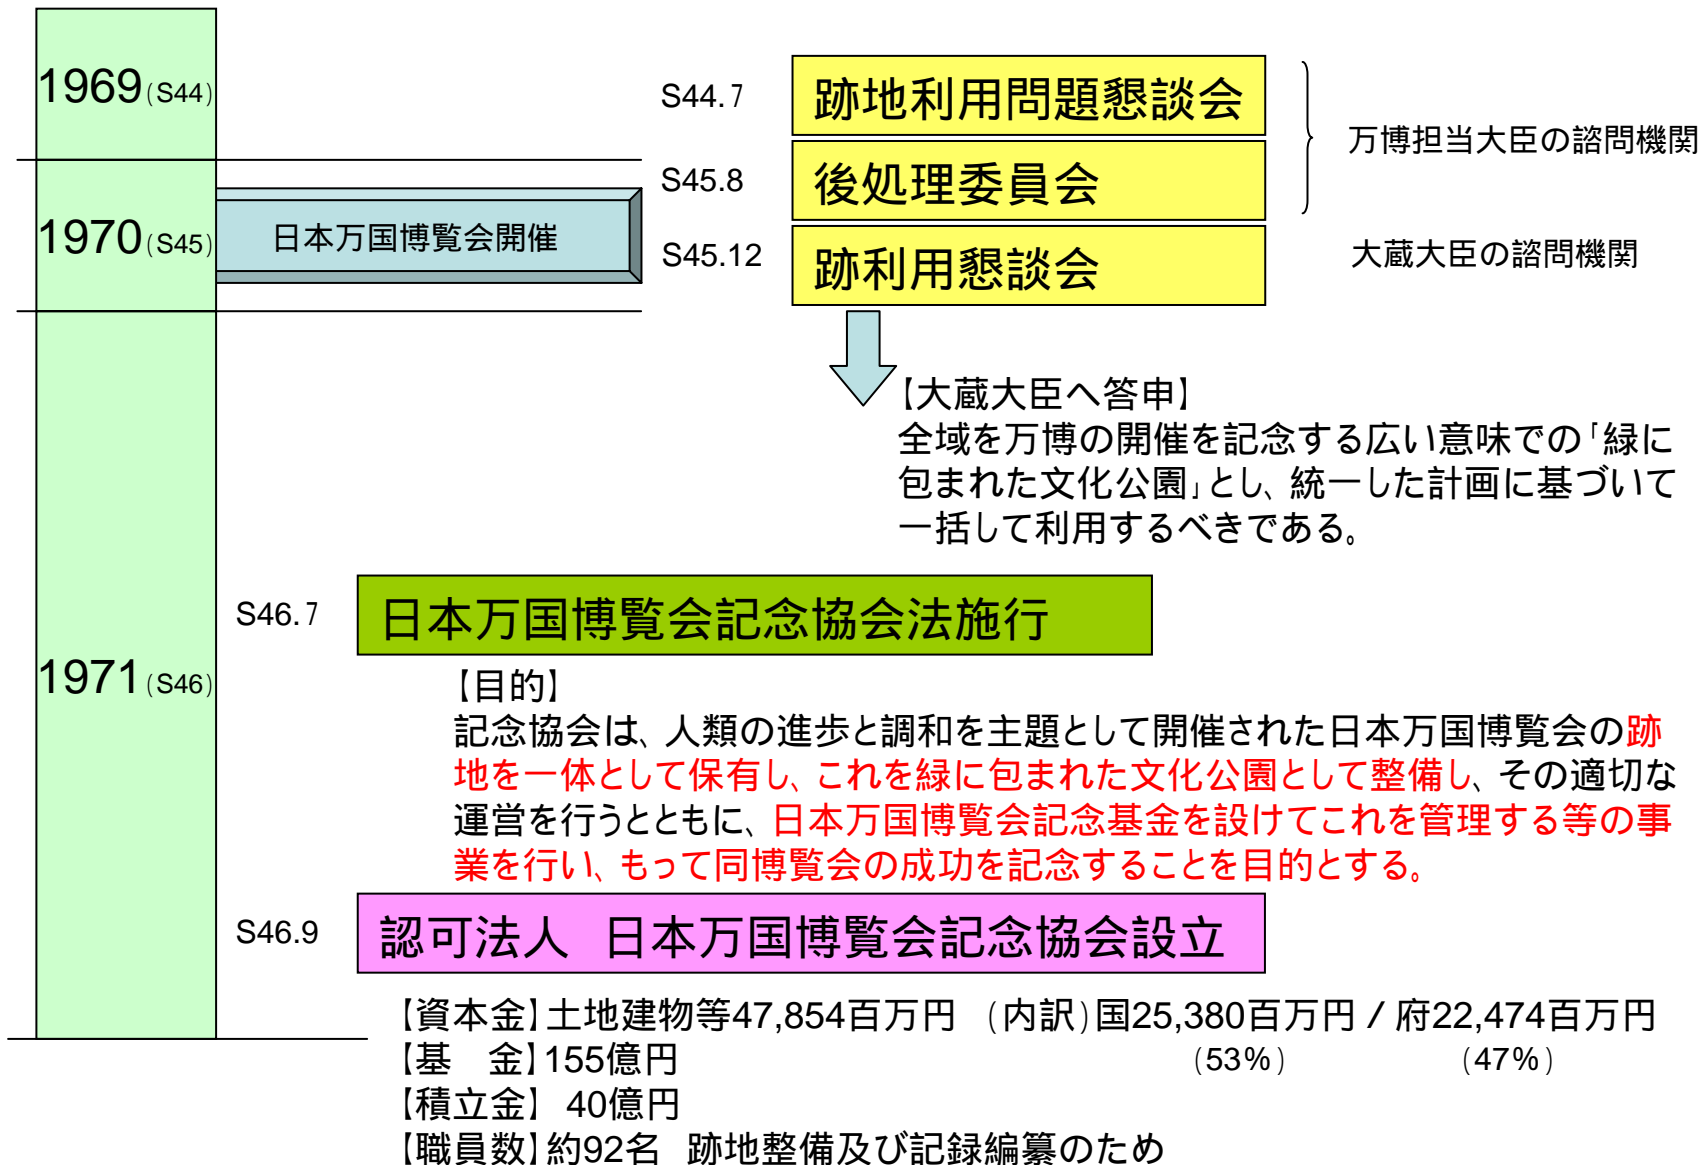 1969(S44)
S44.7
跡地利用問題懇談会
万博担当大臣の諮問機関
S45.8
後処理委員会
1970(S45)
日本万国博覧会開催
S45.12
跡利用懇談会
大蔵大臣の諮問機関
【大蔵大臣へ答申】
全域を万博の開催を記念する広い意味での「緑に
包まれた文化公園」とし、統一した計画に基づいて
一括して利用するべきである。
S46.7
日本万国博覧会記念協会法施行
1971(S46)
【目的】
記念協会は、人類の進歩と調和を主題として開催された日本万国博覧会の跡
地を一体として保有し、これを緑に包まれた文化公園として整備し、その適切な
運営を行うとともに、日本万国博覧会記念基金を設けてこれを管理する等の事
業を行い、もって同博覧会の成功を記念することを目的とする。
S46.9
認可法人 日本万国博覧会記念協会設立
【資本金】土地建物等47,854百万円 (内訳)国25,380百万円/府22,474百万円
(53%) (47%)
【基 金】155億円
【積立金】 40億円
【職員数】約92名 跡地整備及び記録編纂のため